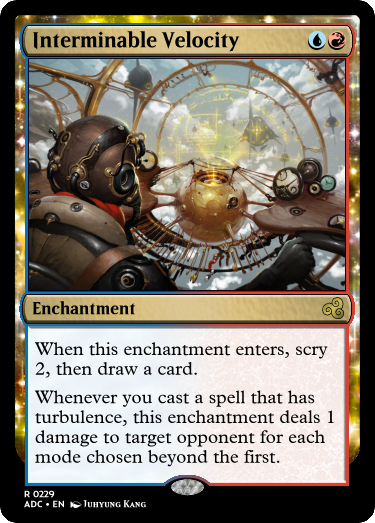 Interminable Velocity
Enchantment
When this enchantment enters, scry
2, then draw a card.
Whenever you cast a spell that has
turbulence, this enchantment deals 1
damage to target opponent for each
mode chosen beyond the first.
R 0229
ADC • EN Juhyung Kang